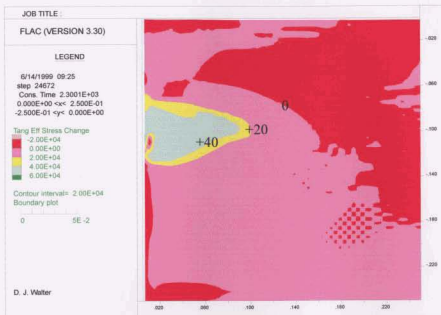 JOB TITLE :
FLAC (VERSION 3.30)
LEGEND
6/14/1999 09:25
step 24672
Cons. Time 2.3001E+03
0.000E+00 <x< 2.500E-01
-2.500E-01 <y< 0.000E+00
Tang Eff Stress Change
-2.00E+04
0.00E+00
2.00E+04
4.00E+04
6.00E+04
Contour interval= 2.00E+04
Boundary plot
0 5E -2
D. J. Walter
0
+20
+40
-.020
-.060
-.100
-.140
-.180
-.220
.020 .060 .100 .140 .180 .220